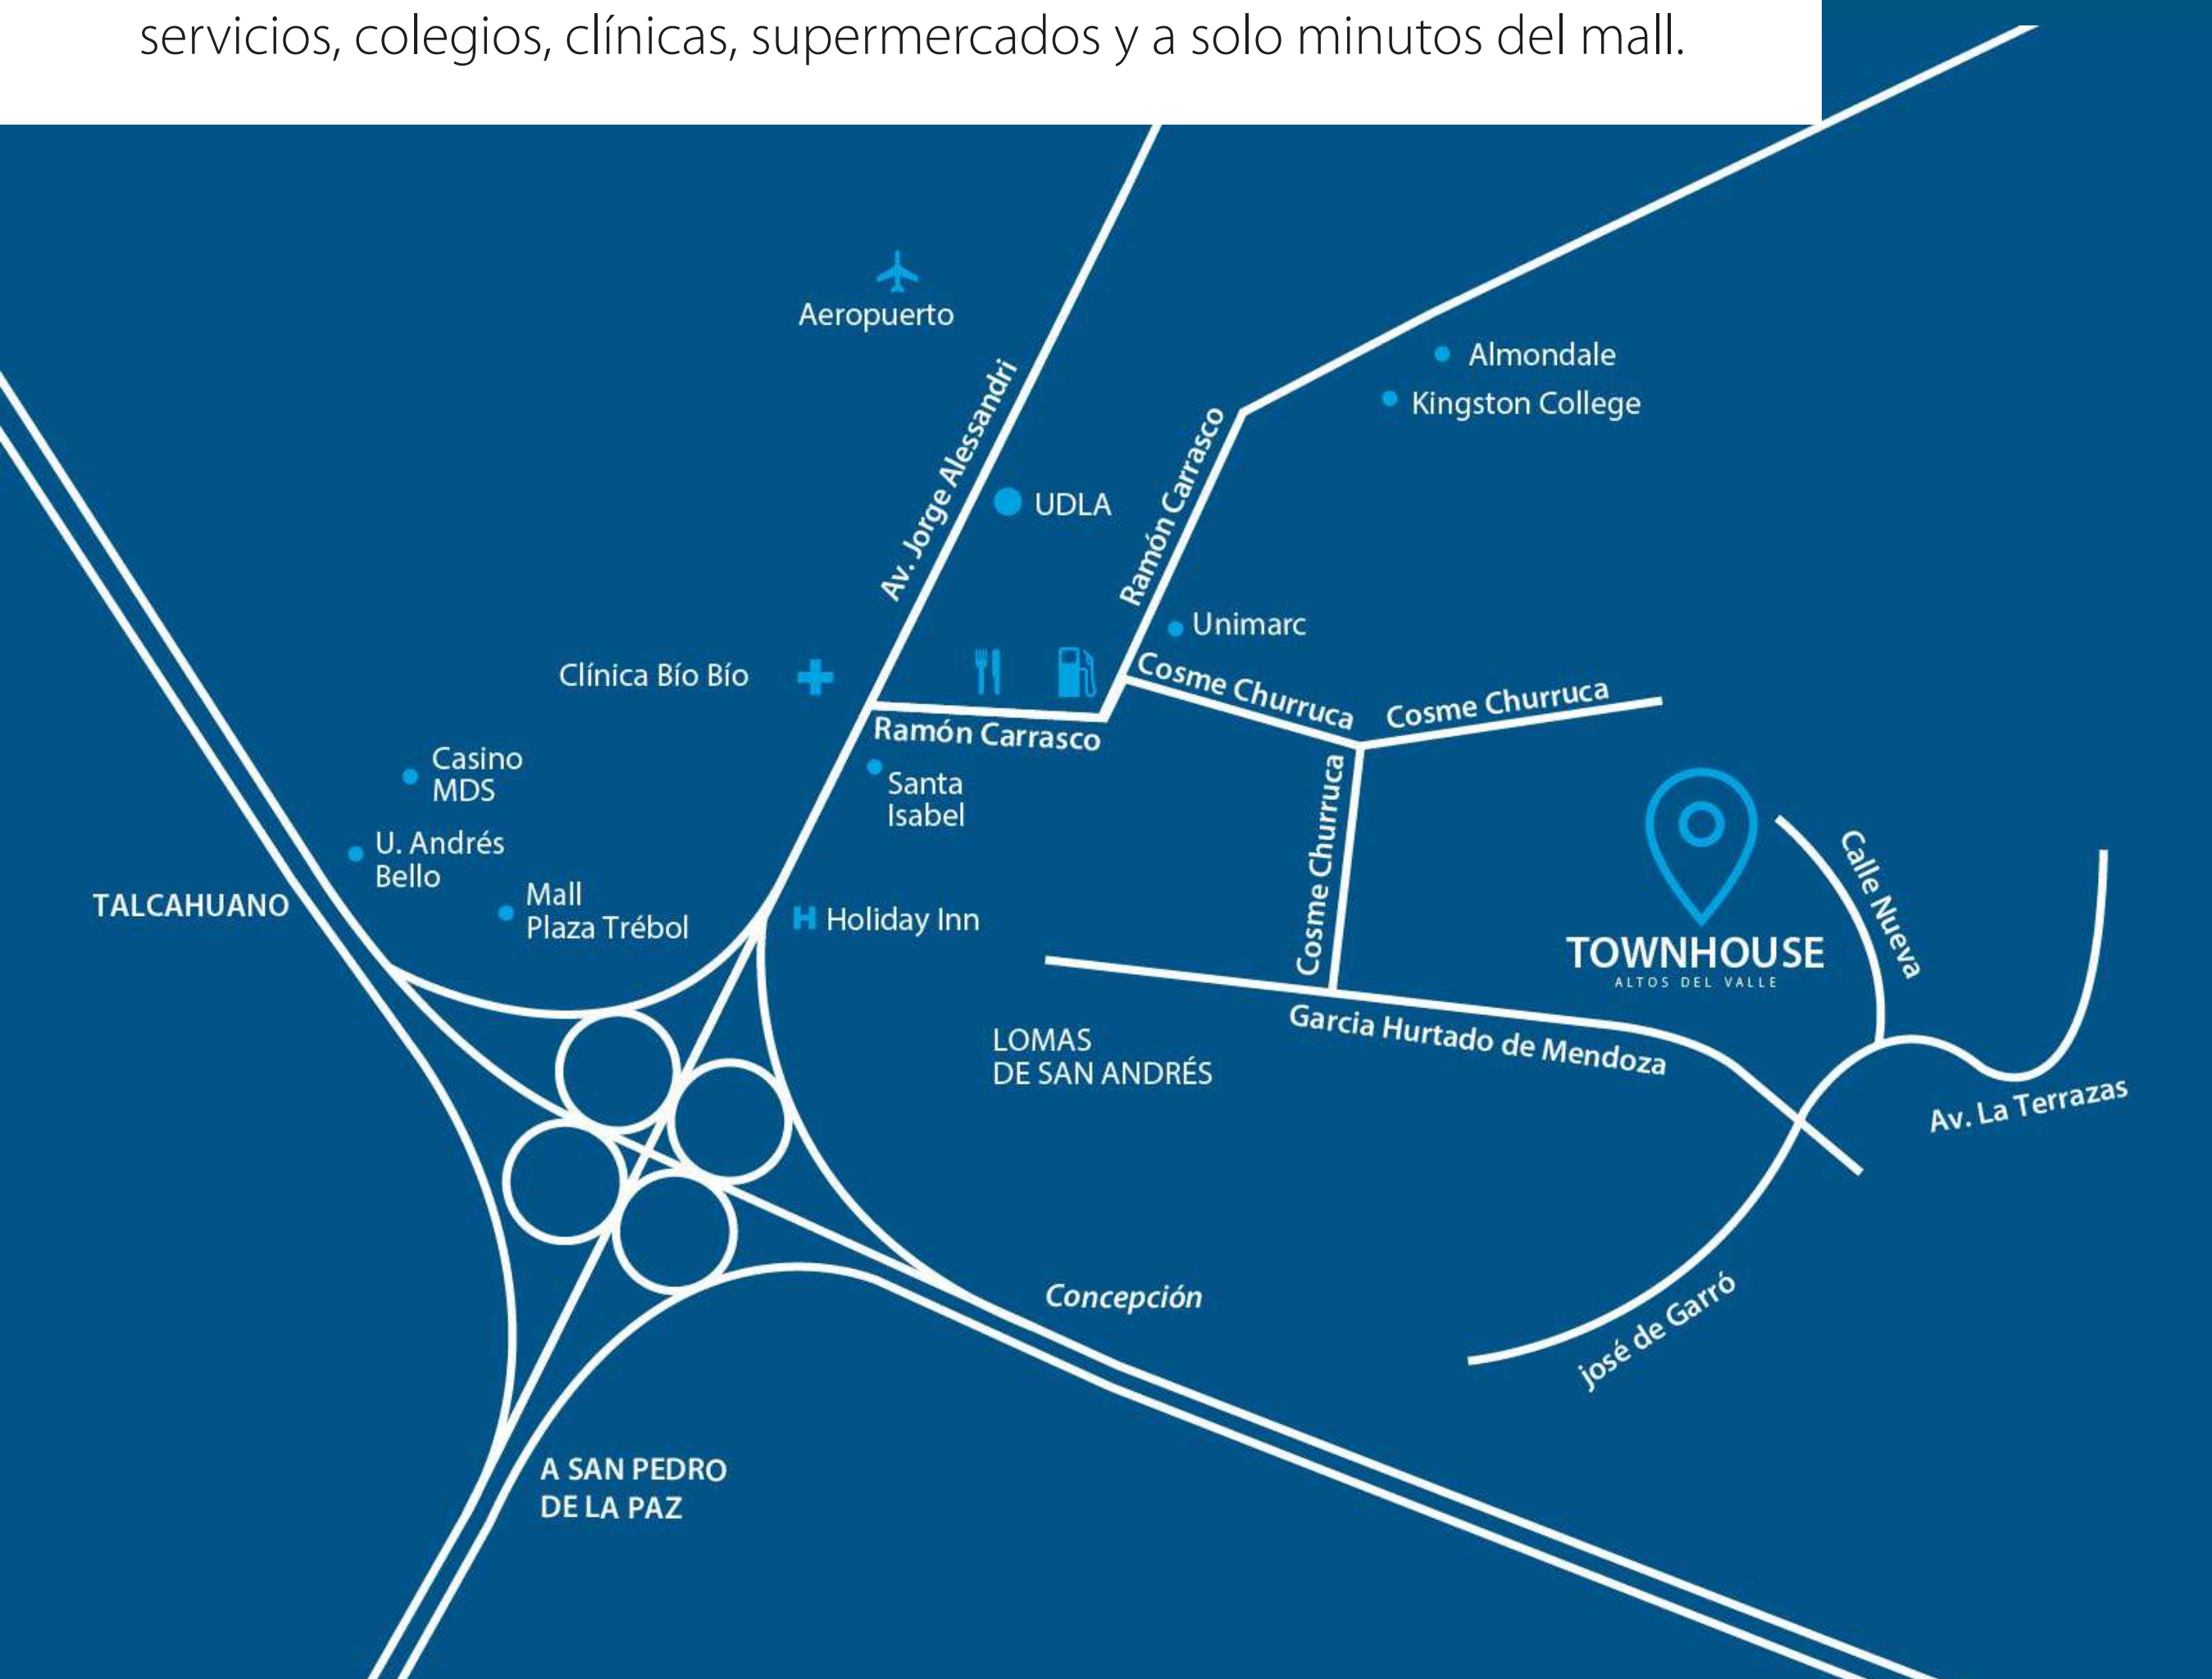 servicios, colegios, clínicas, supermercados y a solo minutos del mall.
Aeropuerto
Av. Jorge Alessandri
Almondale
Kingston College
Ramón Carrasco
UDLA
Unimarc
Clínica Bío Bío
Cosme Churruca
Cosme Churruca
Ramón Carrasco
Casino
MDS
Santa
Isabel
Cosme Churruca
U. Andrés
Bello
Calle Nueva
TALCAHUANO
Mall
Plaza Trébol
H Holiday Inn
TOWNHOUSE
ALTOS DEL VALLE
Garcia Hurtado de Mendoza
LOMAS
DE SAN ANDRÉS
Av. La Terrazas
Concepción
josé de Garró
A SAN PEDRO
DE LA PAZ